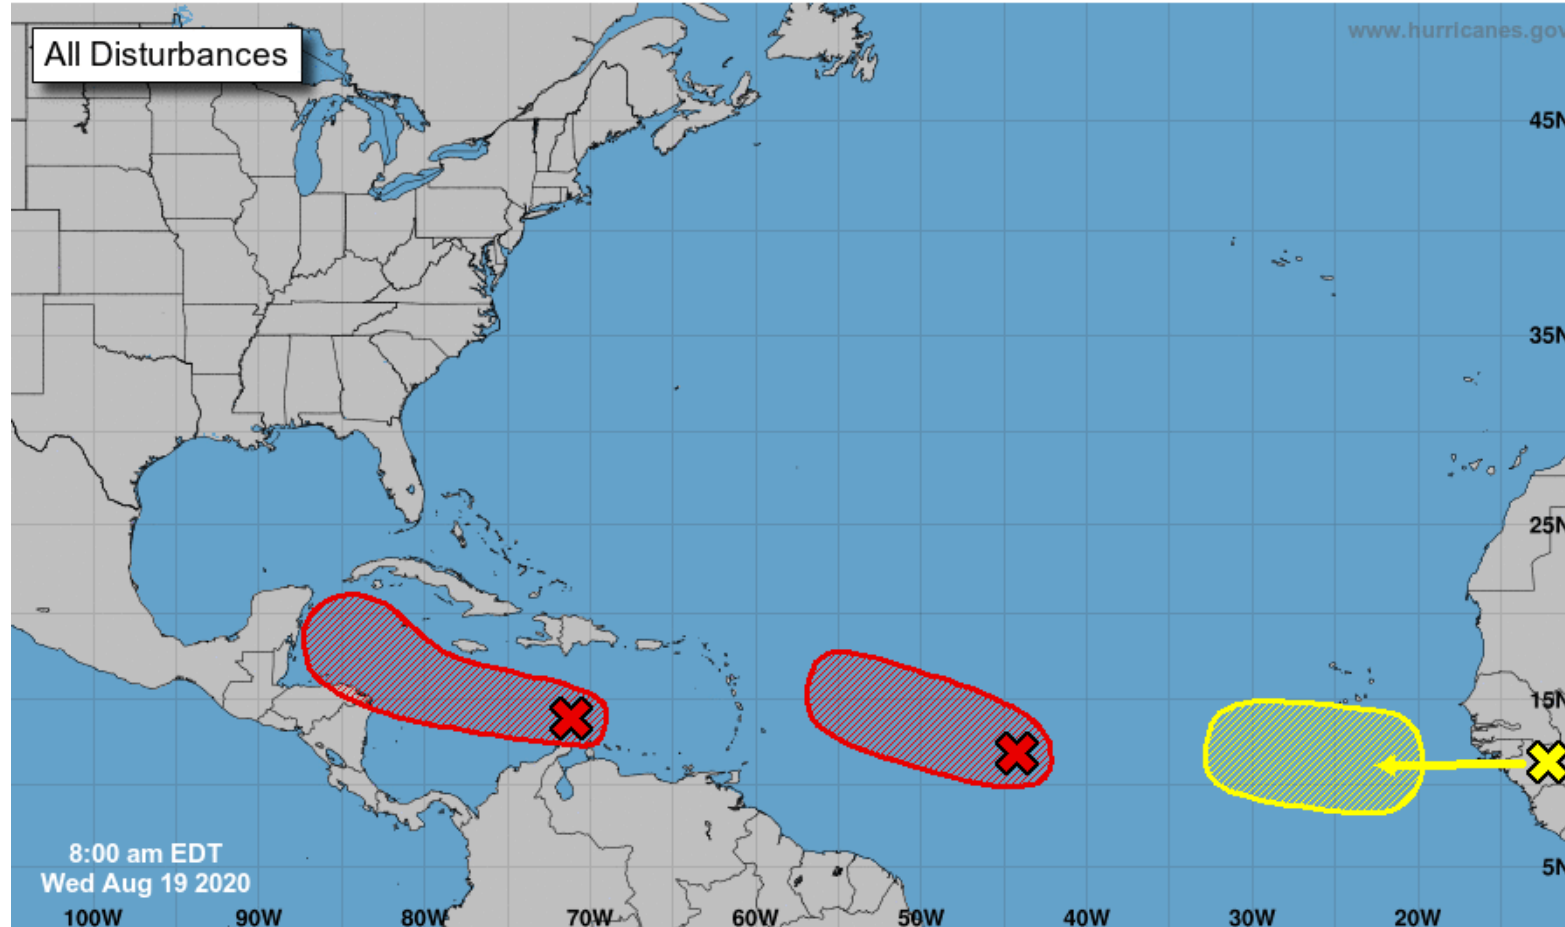 All Disturbances
www.hurricanes.gov
45N
35N
25N
15N
5N
8:00 am EDT
Wed Aug 19 2020
100W 90W 80W 70W 60W 50W 40W 30W 20W